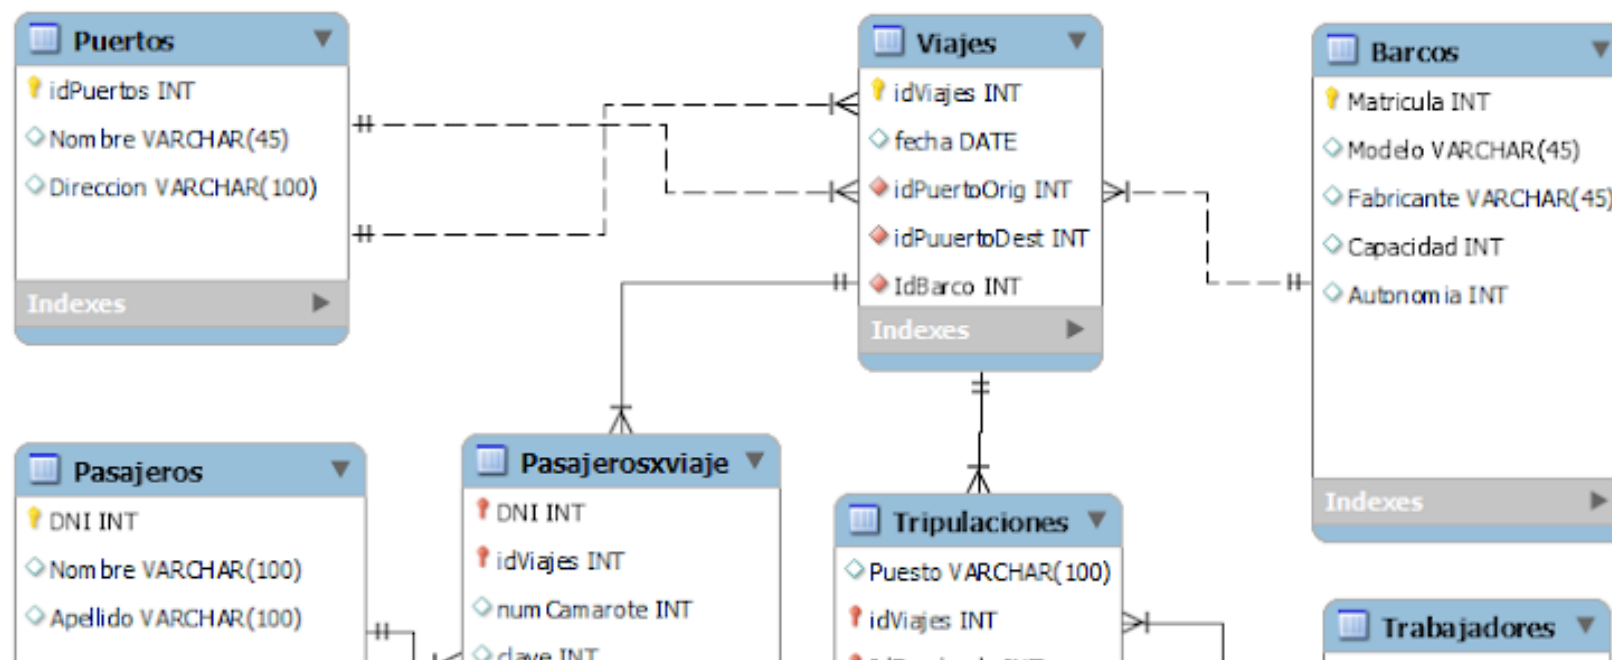 Puertos
idPuertos INT
Nombre VARCHAR(45)
Direccion VARCHAR(100)
Indexes
Viajes
idViajes INT
fecha DATE
idPuertoOrig INT
idPuuertoDest INT
IdBarco INT
Indexes
Barcos
Matricula INT
Modelo VARCHAR(45)
Fabricante VARCHAR(45)
Capacidad INT
Autonomia INT
Indexes
Pasajeros
DNI INT
Nombre VARCHAR(100)
Apellido VARCHAR(100)
Pasajerosxviaje
DNI INT
idViajes INT
numCamarote INT
clave INT
Tripulaciones
Puesto VARCHAR(100)
idViajes INT
Trabajadores